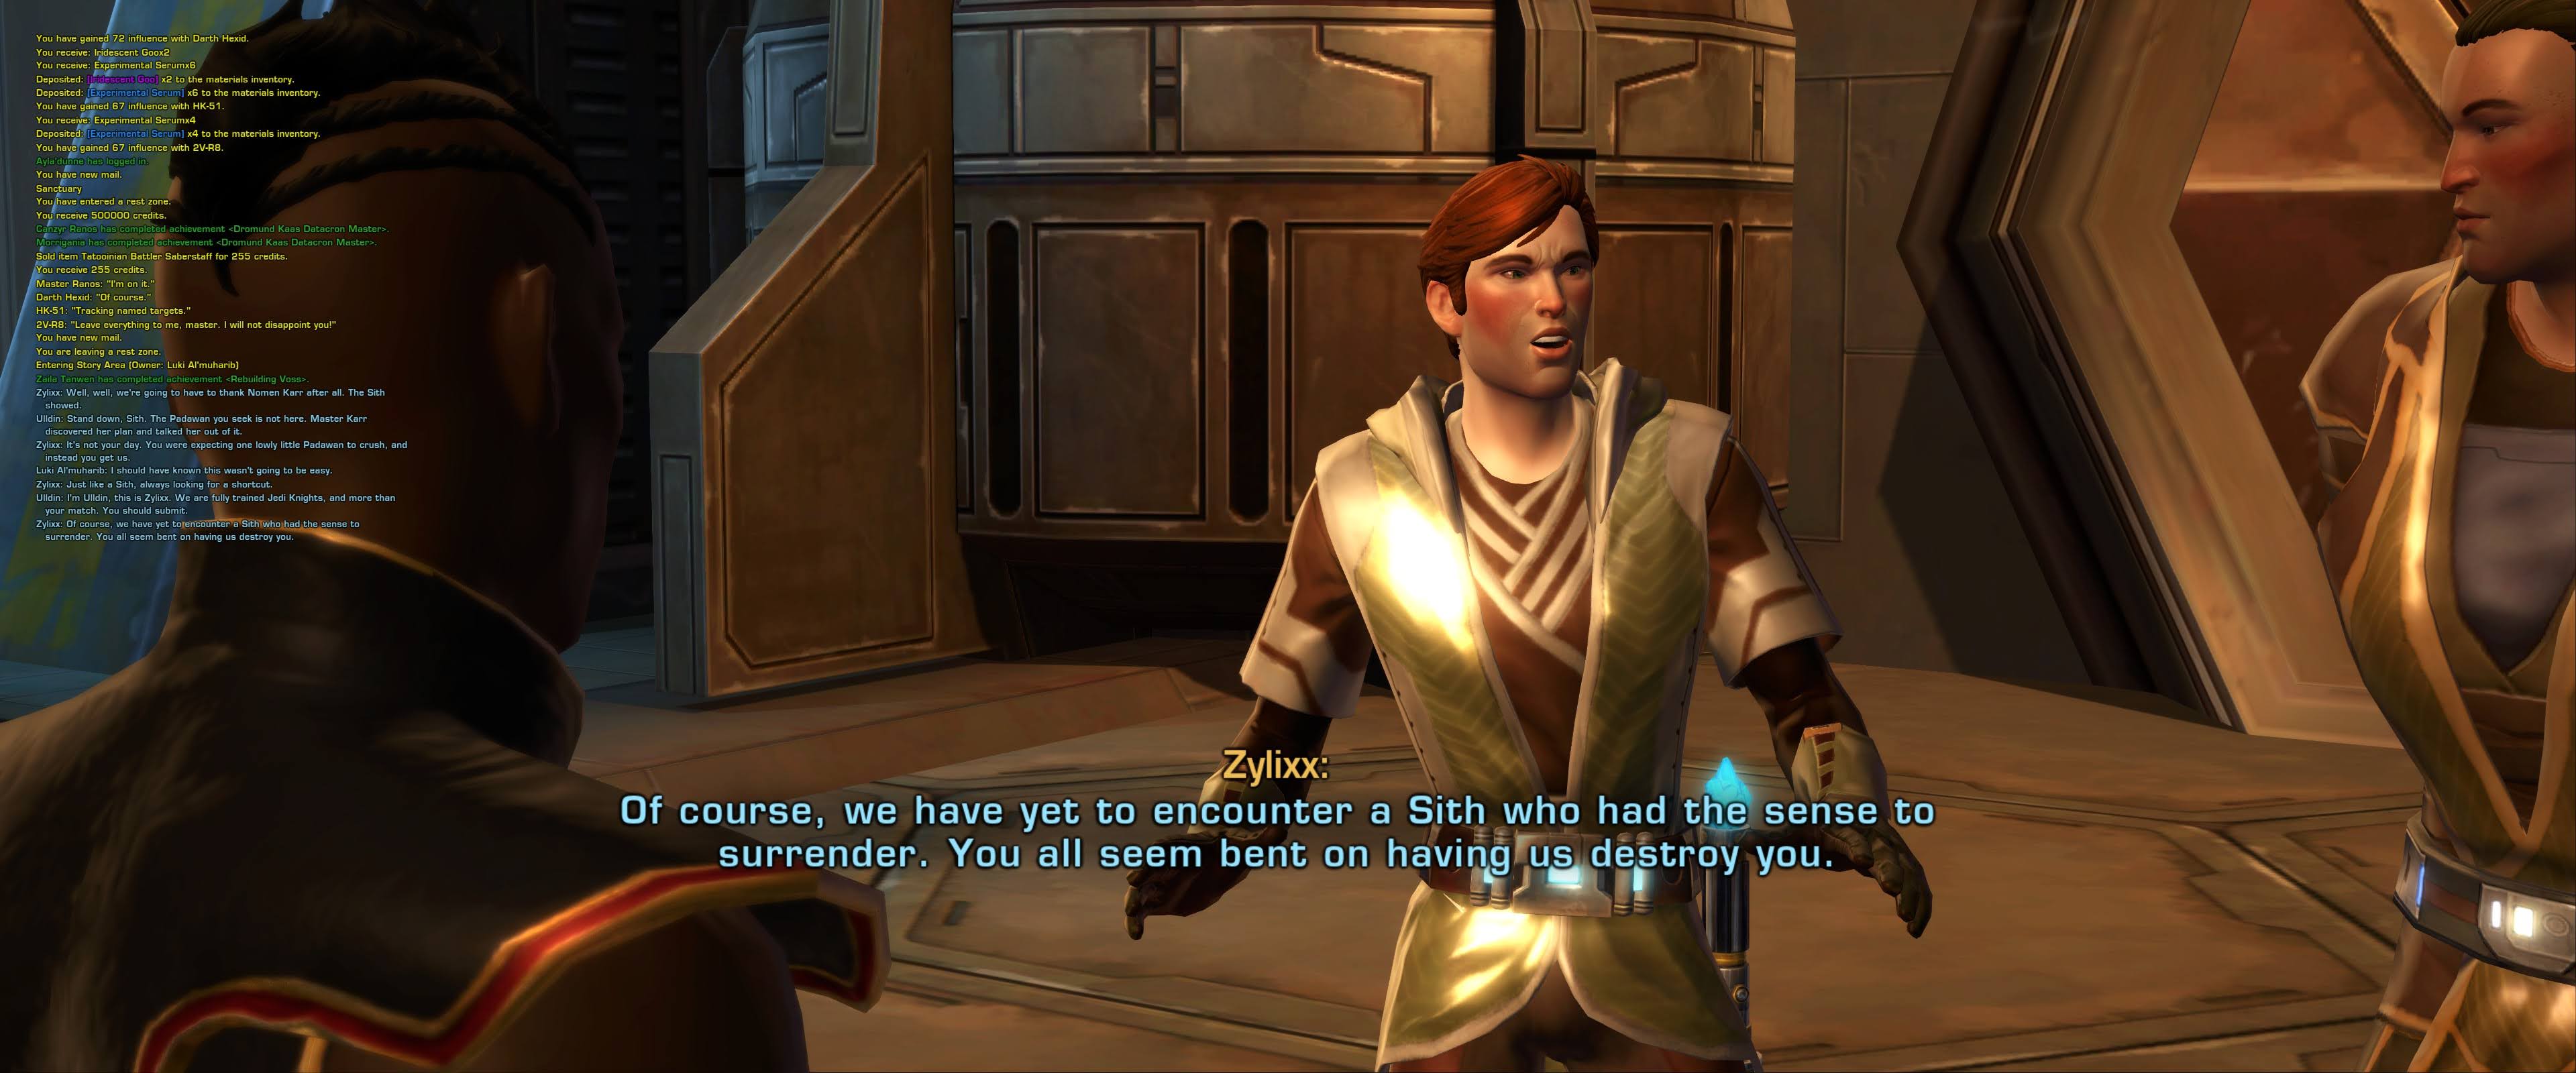 You have gained 72 influence with Darth Hexid.
You receive: Iridescent Goox2
You receive: Experimental Serumx6
Deposited: [Iridescent Goo] x2 to the materials inventory.
Deposited: [Experimental Serum] x6 to the materials inventory.
You have gained 67 influence with HK-51.
You receive: Experimental Serumx4
Deposited: [Experimental Serum] x4 to the materials inventory.
You have gained 67 influence with 2V-R8.
Ayla'dunne has logged in.
You have new mail.
Sanctuary
You have entered a rest zone.
You receive 500000 credits.
Canzyr Ranos has completed achievement <Dromund Kaas Datacron Master>.
Morrigania has completed achievement <Dromund Kaas Datacron Master>.
Sold item Tatooinian Battler Saberstaff for 255 credits.
You receive 255 credits.
Master Ranos: "I'm on it."
Darth Hexid: "Of course."
HK-51: "Tracking named targets."
2V-R8: "Leave everything to me, master. I will not disappoint you!"
You have new mail.
You are leaving a rest zone.
Entering Story Area (Owner: Luki Al'muharib)
Zaila Tanwen has completed achievement <Rebuilding Voss>.
Zylixx: Well, well, we're going to have to thank Nomen Karr after all. The Sith
showed.
Ulldin: Stand down, Sith. The Padawan you seek is not here. Master Karr
discovered her plan and talked her out of it.
Zylixx: It's not your day. You were expecting one lowly little Padawan to crush, and
instead you get us.
Luki Al'muharib: I should have known this wasn't going to be easy.
Zylixx: Just like a Sith, always looking for a shortcut.
Ulldin: I'm Ulldin, this is Zylixx. We are fully trained Jedi Knights, and more than
your match. You should submit.
Zylixx: Of course, we have yet to encounter a Sith who had the sense to
surrender. You all seem bent on having us destroy you.
Zylixx:
Of course, we have yet to encounter a Sith who had the sense to
surrender. You all seem bent on having us destroy you.